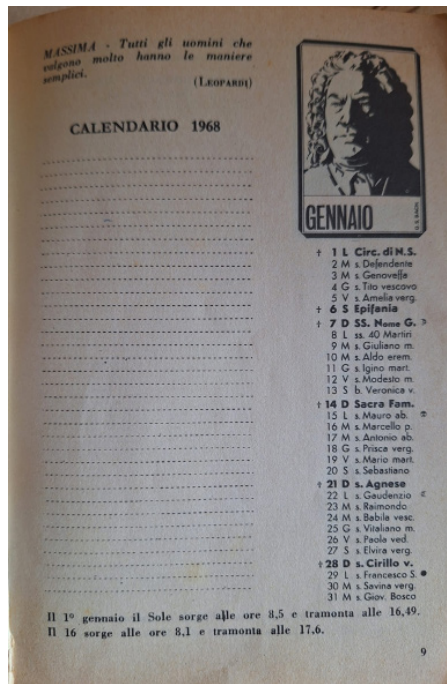 MASSIMA - Tutti gli uomini che
valgono molto hanno le maniere
semplici.
(LEOPARDI)
CALENDARIO 1968
GENNAIO
G. S. BACH
† 1 L Circ. di N.S.
2 M s. Defendente
3 M s. Genoveffa
4 G s. Tito vescovo
5 V s. Amelia verg.
† 6 S Epifania
† 7 D SS. Nome G.
8 L ss. 40 Martiri
9 M s. Giuliano m.
10 M s. Aldo erem.
11 G s. Igino mart.
12 V s. Modesto m.
13 S b. Veronica v.
† 14 D Sacra Fam.
15 L s. Mauro ab.
16 M s. Marcello p.
17 M s. Antonio ab.
18 G s. Prisca verg.
19 V s. Mario mart.
20 S s. Sebastiano
† 21 D s. Agnese
22 L s. Gaudenzio
23 M s. Raimondo
24 M s. Babila vesc.
25 G s. Vitaliano m.
26 V s. Paola ved.
27 S s. Elvira verg.
† 28 D s. Cirillo v.
29 L s. Francesco S.
30 M s. Savina verg.
31 M s. Giov. Bosco
Il 1° gennaio il Sole sorge alle ore 8,5 e tramonta alle 16,49.
Il 16 sorge alle ore 8,1 e tramonta alle 17,6.
9